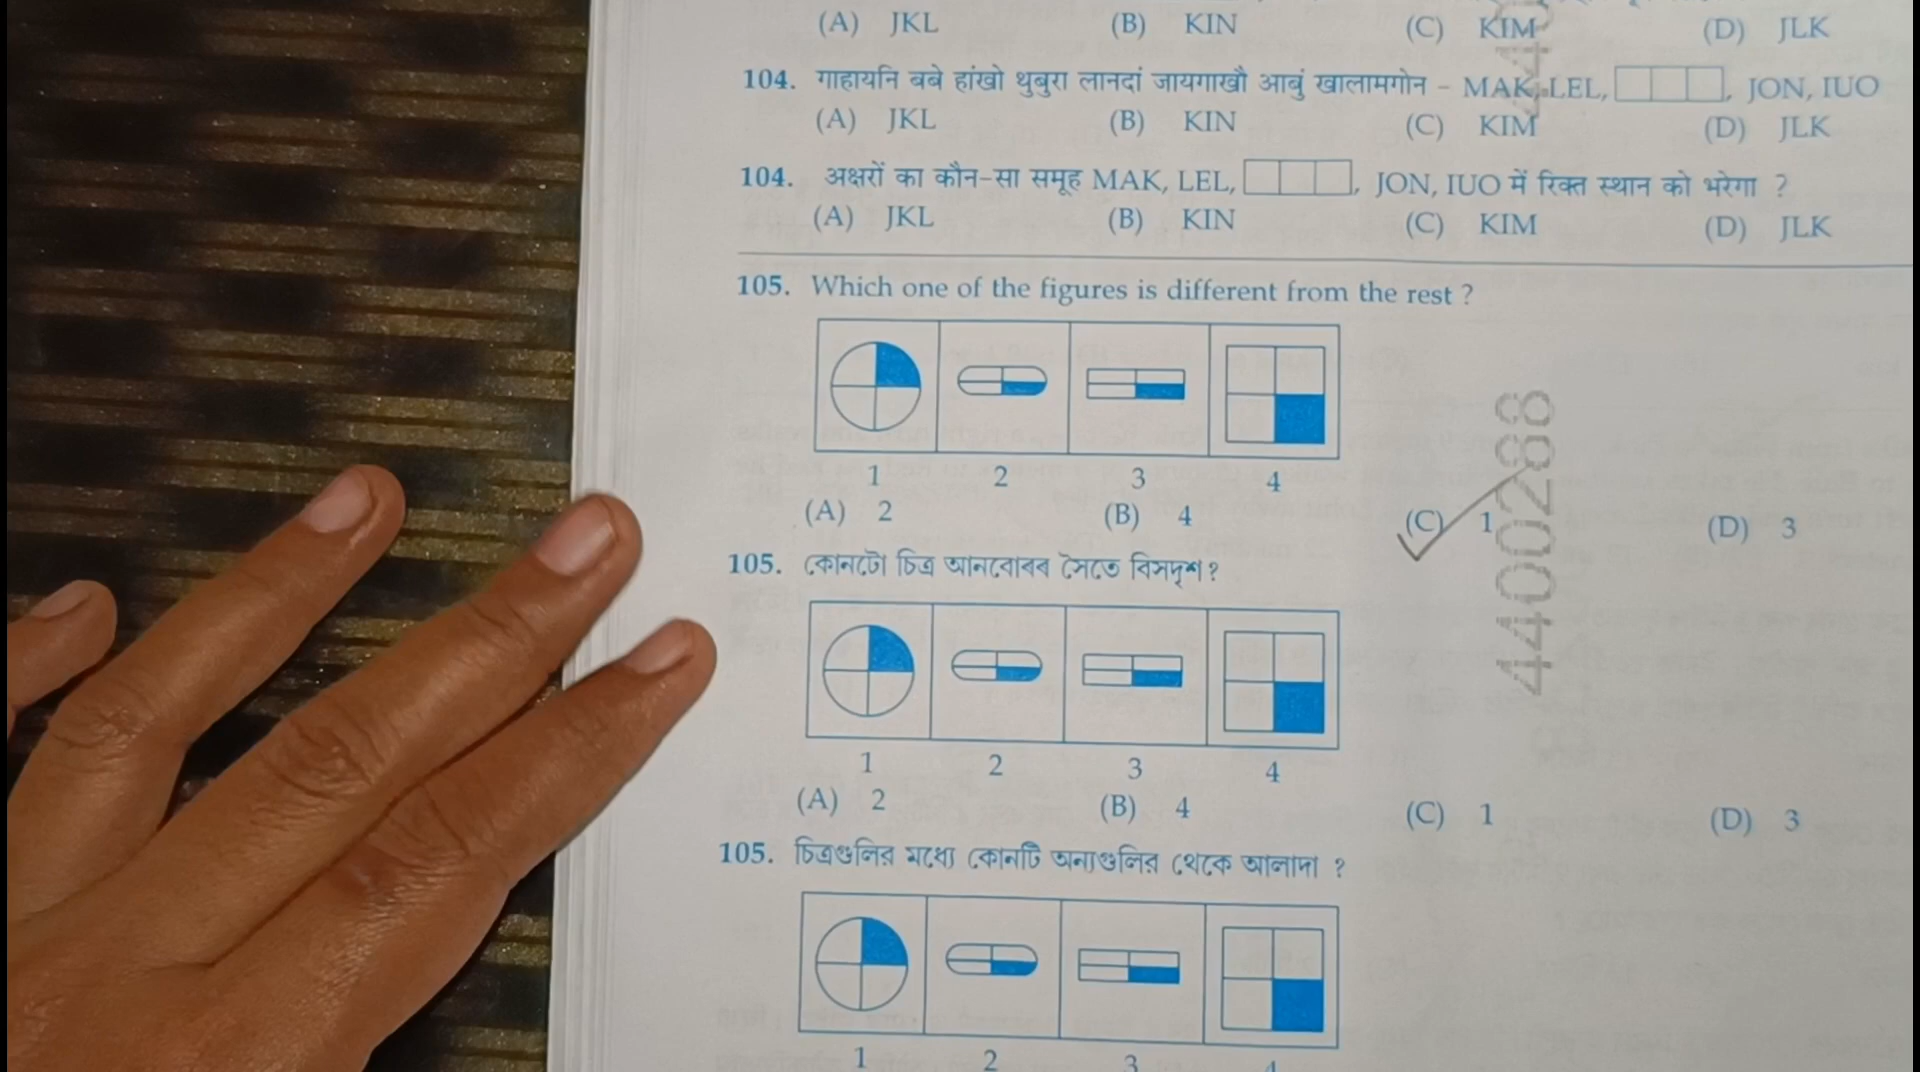 (A) JKL (B) KIN (C) KIM (D) JLK
104. गाहायनि बबे हांखो थुबुरा लानदां जायगाखौ आबुं खालामगोन – MAK, LEL, , JON, IUO
(A) JKL (B) KIN (C) KIM (D) JLK
104. अक्षरों का कौन-सा समूह MAK, LEL, , JON, IUO में रिक्त स्थान को भरेगा ?
(A) JKL (B) KIN (C) KIM (D) JLK
105. Which one of the figures is different from the rest ?
1 2 3 4
(A) 2 (B) 4 (C) 1 (D) 3
105. কোনটো চিত্ৰ আনবোৰৰ সৈতে বিসদৃশ?
1 2 3 4
(A) 2 (B) 4 (C) 1 (D) 3
105. চিত্রগুলির মধ্যে কোনটি অন্যগুলির থেকে আলাদা ?
1 2 3 4
44000288